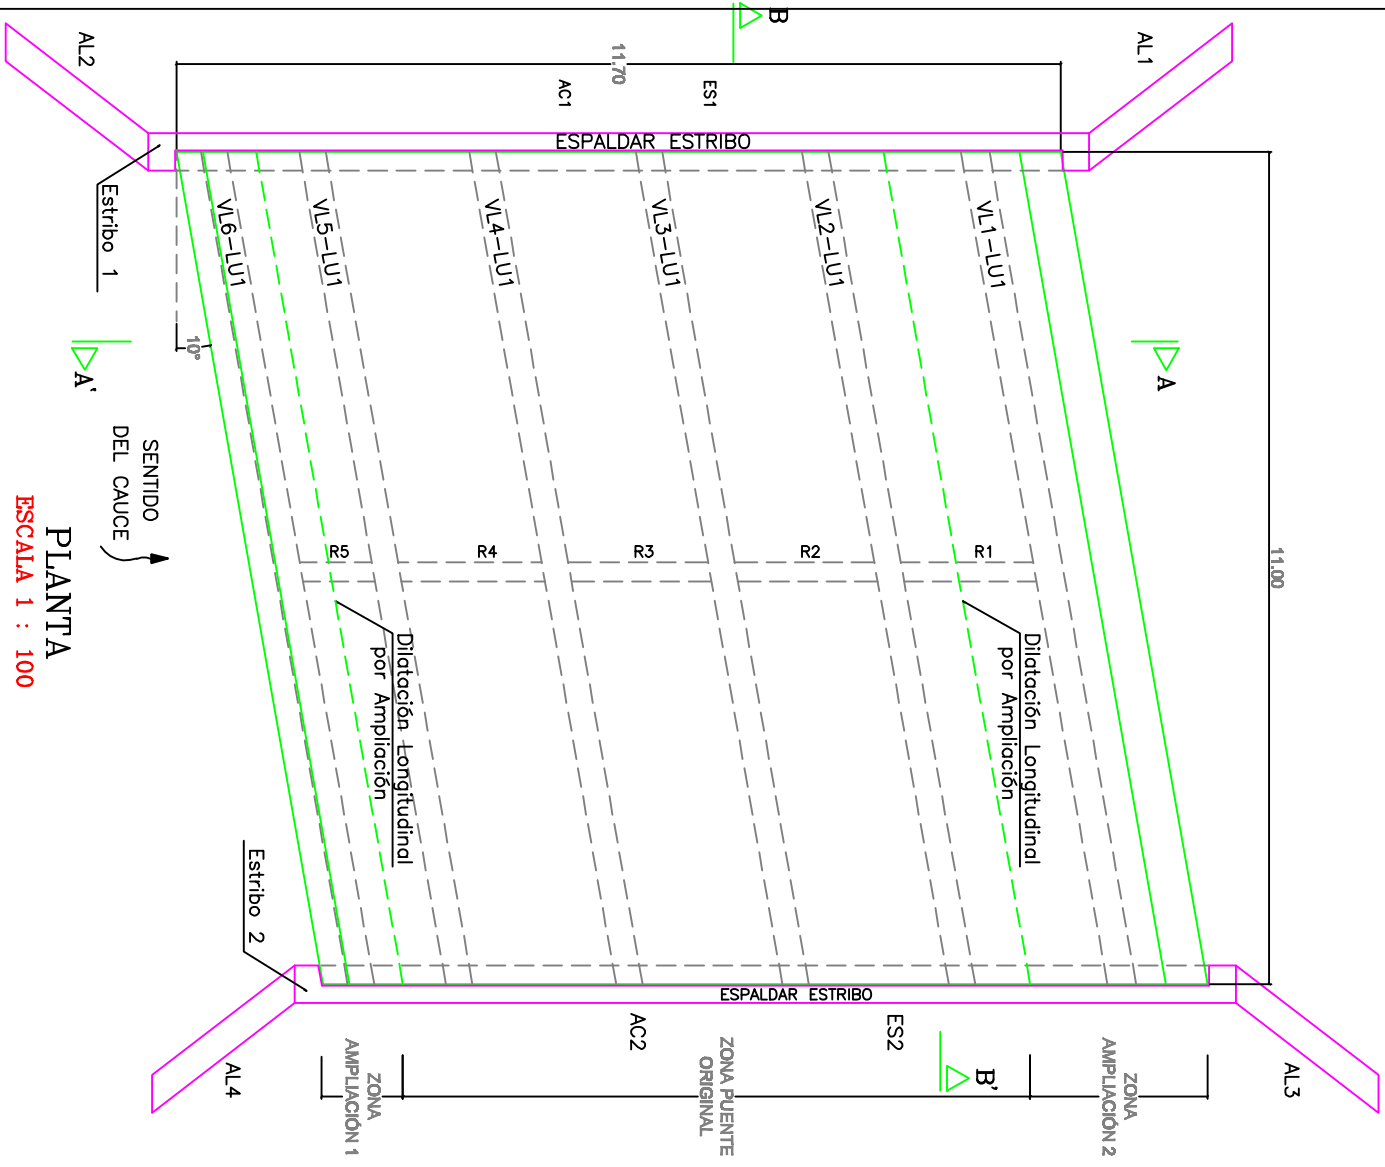 B
11.70
AL2
AL1
AC1
ES1
ESPALDAR ESTRIBO
Estribo 1
VL6-LU1
VL5-LU1
VL4-LU1
VL3-LU1
VL2-LU1
VL1-LU1
10°
A'
A
SENTIDO
DEL CAUCE
PLANTA
ESCALA 1 : 100
R5
R4
R3
R2
R1
11.00
Dilatación Longitudinal
por Ampliación
Dilatación Longitudinal
por Ampliación
Estribo 2
ESPALDAR ESTRIBO
AC2
ES2
B'
AL4
AL3
ZONA
AMPLIACIÓN 1
ZONA PUENTE
ORIGINAL
ZONA
AMPLIACIÓN 2